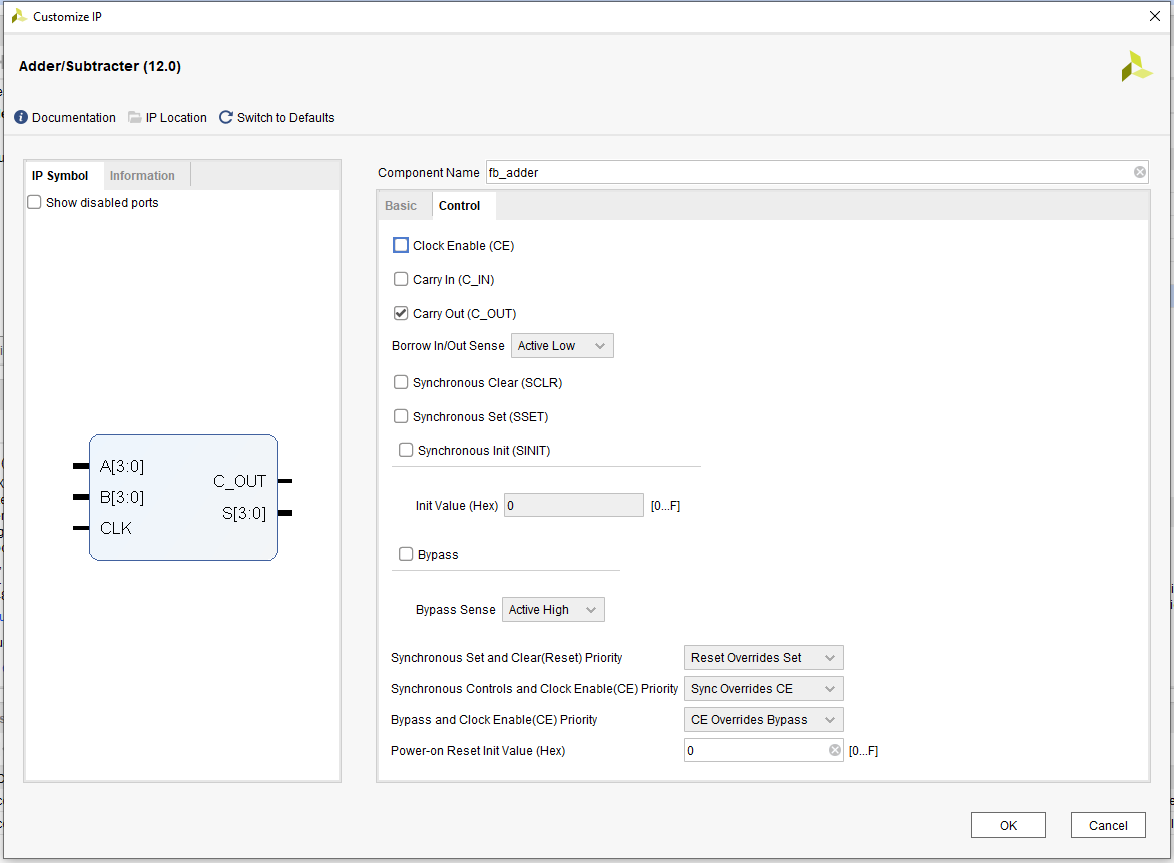 Customize IP
Adder/Subtracter (12.0)
Documentation IP Location Switch to Defaults
IP Symbol Information
Show disabled ports
A[3:0]
B[3:0]
CLK
C_OUT
S[3:0]
Component Name fb_adder
Basic Control
Clock Enable (CE)
Carry In (C_IN)
Carry Out (C_OUT)
Borrow In/Out Sense Active Low
Synchronous Clear (SCLR)
Synchronous Set (SSET)
Synchronous Init (SINIT)
Init Value (Hex) 0 [0...F]
Bypass
Bypass Sense Active High
Synchronous Set and Clear(Reset) Priority Reset Overrides Set
Synchronous Controls and Clock Enable(CE) Priority Sync Overrides CE
Bypass and Clock Enable(CE) Priority CE Overrides Bypass
Power-on Reset Init Value (Hex) 0 [0...F]
OK Cancel